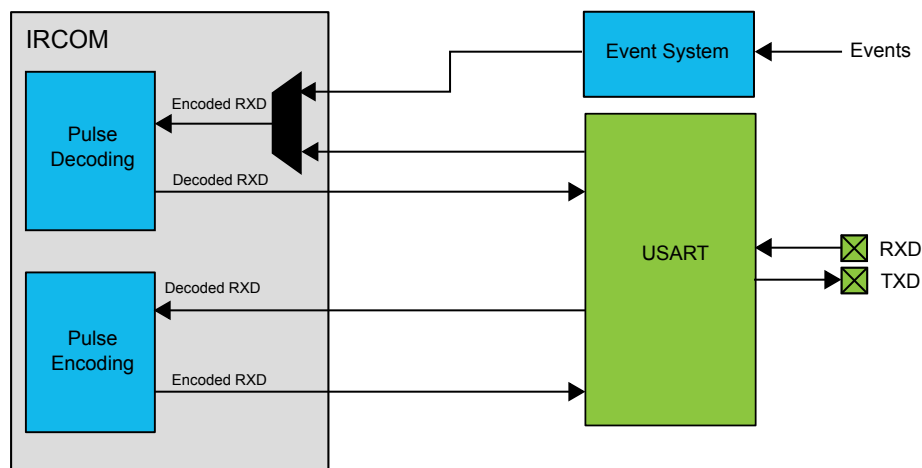 IRCOM
Event System
Events
Encoded RXD
Pulse
Decoding
Decoded RXD
USART
RXD
TXD
Decoded RXD
Pulse
Encoding
Encoded RXD